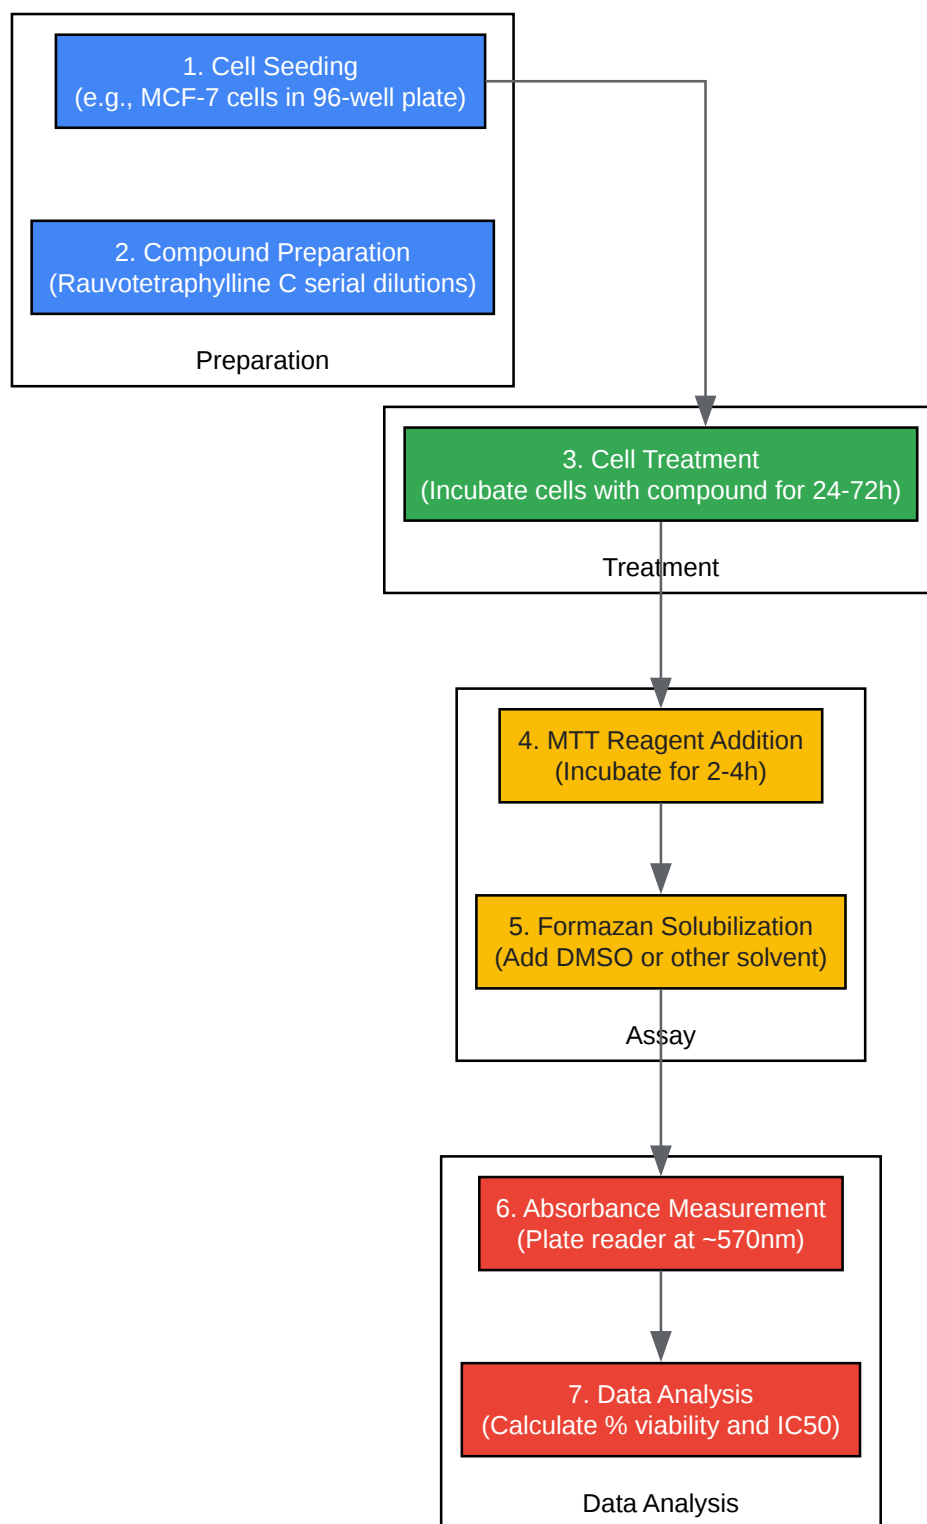 1. Cell Seeding
(e.g., MCF-7 cells in 96-well plate)
2. Compound Preparation
(Rauvotetraphylline C serial dilutions)
Preparation
3. Cell Treatment
(Incubate cells with compound for 24-72h)
Treatment
4. MTT Reagent Addition
(Incubate for 2-4h)
5. Formazan Solubilization
(Add DMSO or other solvent)
Assay
6. Absorbance Measurement
(Plate reader at ~570nm)
7. Data Analysis
(Calculate % viability and IC50)
Data Analysis